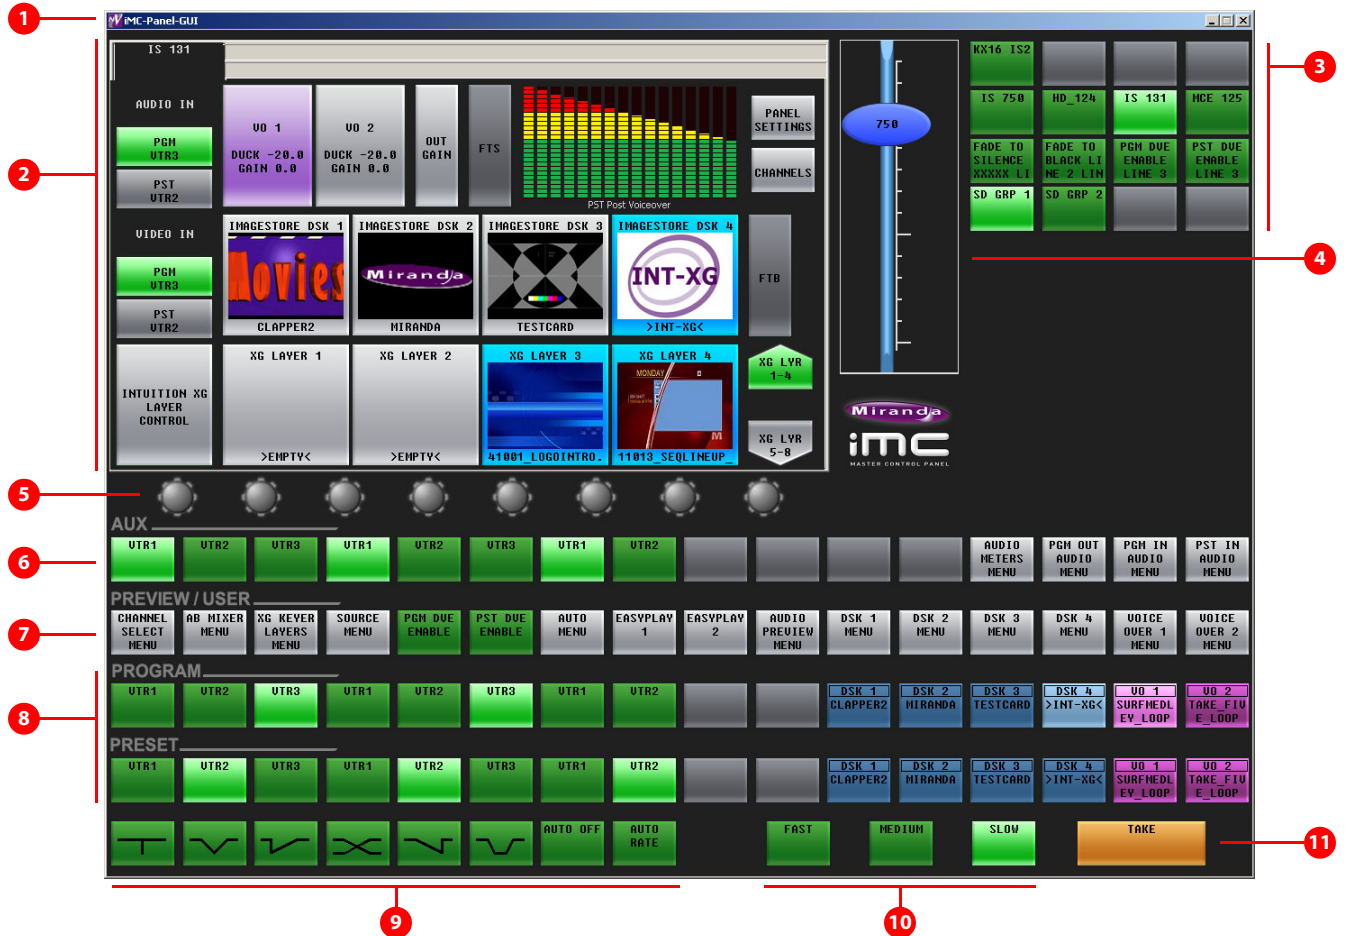 1
iMC-Panel-GUI
2
3
4
5
6
7
8
9
10
11
IS 131
AUDIO IN
PGM
VTR3
PST
VTR2
VIDEO IN
PGM
VTR3
PST
VTR2
INTUITION XG
LAYER
CONTROL
VO 1
DUCK -20.0
GAIN 0.0
VO 2
DUCK -20.0
GAIN 0.0
OUT
GAIN
FTS
PST Post Voiceover
PANEL
SETTINGS
CHANNELS
IMAGESTORE DSK 1
Movies
CLAPPER2
IMAGESTORE DSK 2
Miranda
MIRANDA
IMAGESTORE DSK 3
TESTCARD
IMAGESTORE DSK 4
INT-XG
>INT-XG<
FTB
XG LAYER 1
>EMPTY<
XG LAYER 2
>EMPTY<
XG LAYER 3
41001_LOGOINTRO.
XG LAYER 4
MONDAY
M
11013_SEQLINEUP_
XG LYR
1-4
XG LYR
5-8
750
Miranda
iMC
MASTER CONTROL PANEL
KX16 IS2
IS 750
HD_124
IS 131
MCE 125
FADE TO
SILENCE
XXXXX LI
FADE TO
BLACK LI
NE 2 LIN
PGM DVE
ENABLE
LINE 3
PST DVE
ENABLE
LINE 3
SD GRP 1
SD GRP 2
AUX
VTR1 VTR2 VTR3 VTR1 VTR2 VTR3 VTR1 VTR2
AUDIO
METERS
MENU
PGM OUT
AUDIO
MENU
PGM IN
AUDIO
MENU
PST IN
AUDIO
MENU
PREVIEW / USER
CHANNEL
SELECT
MENU
AB MIXER
MENU
XG KEYER
LAYERS
MENU
SOURCE
MENU
PGM DVE
ENABLE
PST DVE
ENABLE
AUTO
MENU
EASYPLAY
1
EASYPLAY
2
AUDIO
PREVIEW
MENU
DSK 1
MENU
DSK 2
MENU
DSK 3
MENU
DSK 4
MENU
VOICE
OVER 1
MENU
VOICE
OVER 2
MENU
PROGRAM
VTR1 VTR2 VTR3 VTR1 VTR2 VTR3 VTR1 VTR2
DSK 1
CLAPPER2
DSK 2
MIRANDA
DSK 3
TESTCARD
DSK 4
>INT-XG<
VO 1
SURFMEDL
EY_LOOP
VO 2
TAKE_FIV
E_LOOP
PRESET
VTR1 VTR2 VTR3 VTR1 VTR2 VTR3 VTR1 VTR2
DSK 1
CLAPPER2
DSK 2
MIRANDA
DSK 3
TESTCARD
DSK 4
>INT-XG<
VO 1
SURFMEDL
EY_LOOP
VO 2
TAKE_FIV
E_LOOP
AUTO OFF
AUTO
RATE
FAST
MEDIUM
SLOW
TAKE